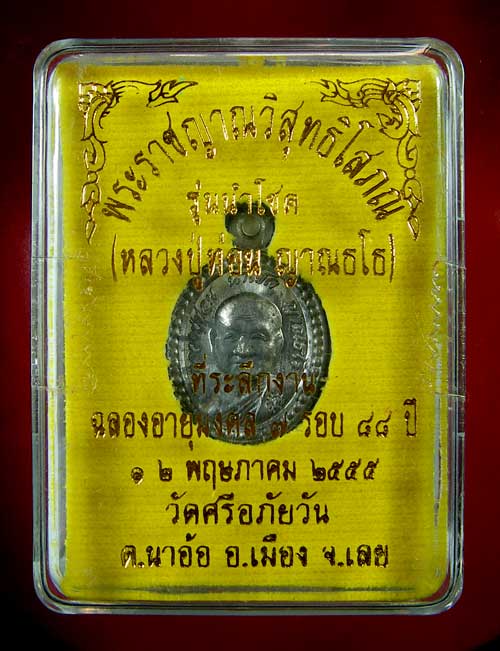 พระราชญาณวิสุทธิโสภณ
รุ่นนำโชค
(หลวงปู่ท่อน ญาณธโร)
ที่ระลึกงาน
ฉลองอายุมงคล ๗ รอบ ๘๔ ปี
๑๒ พฤษภาคม ๒๕๕๕
วัดศรีอภัยวัน
ต.นาอ้อ อ.เมือง จ.เลย